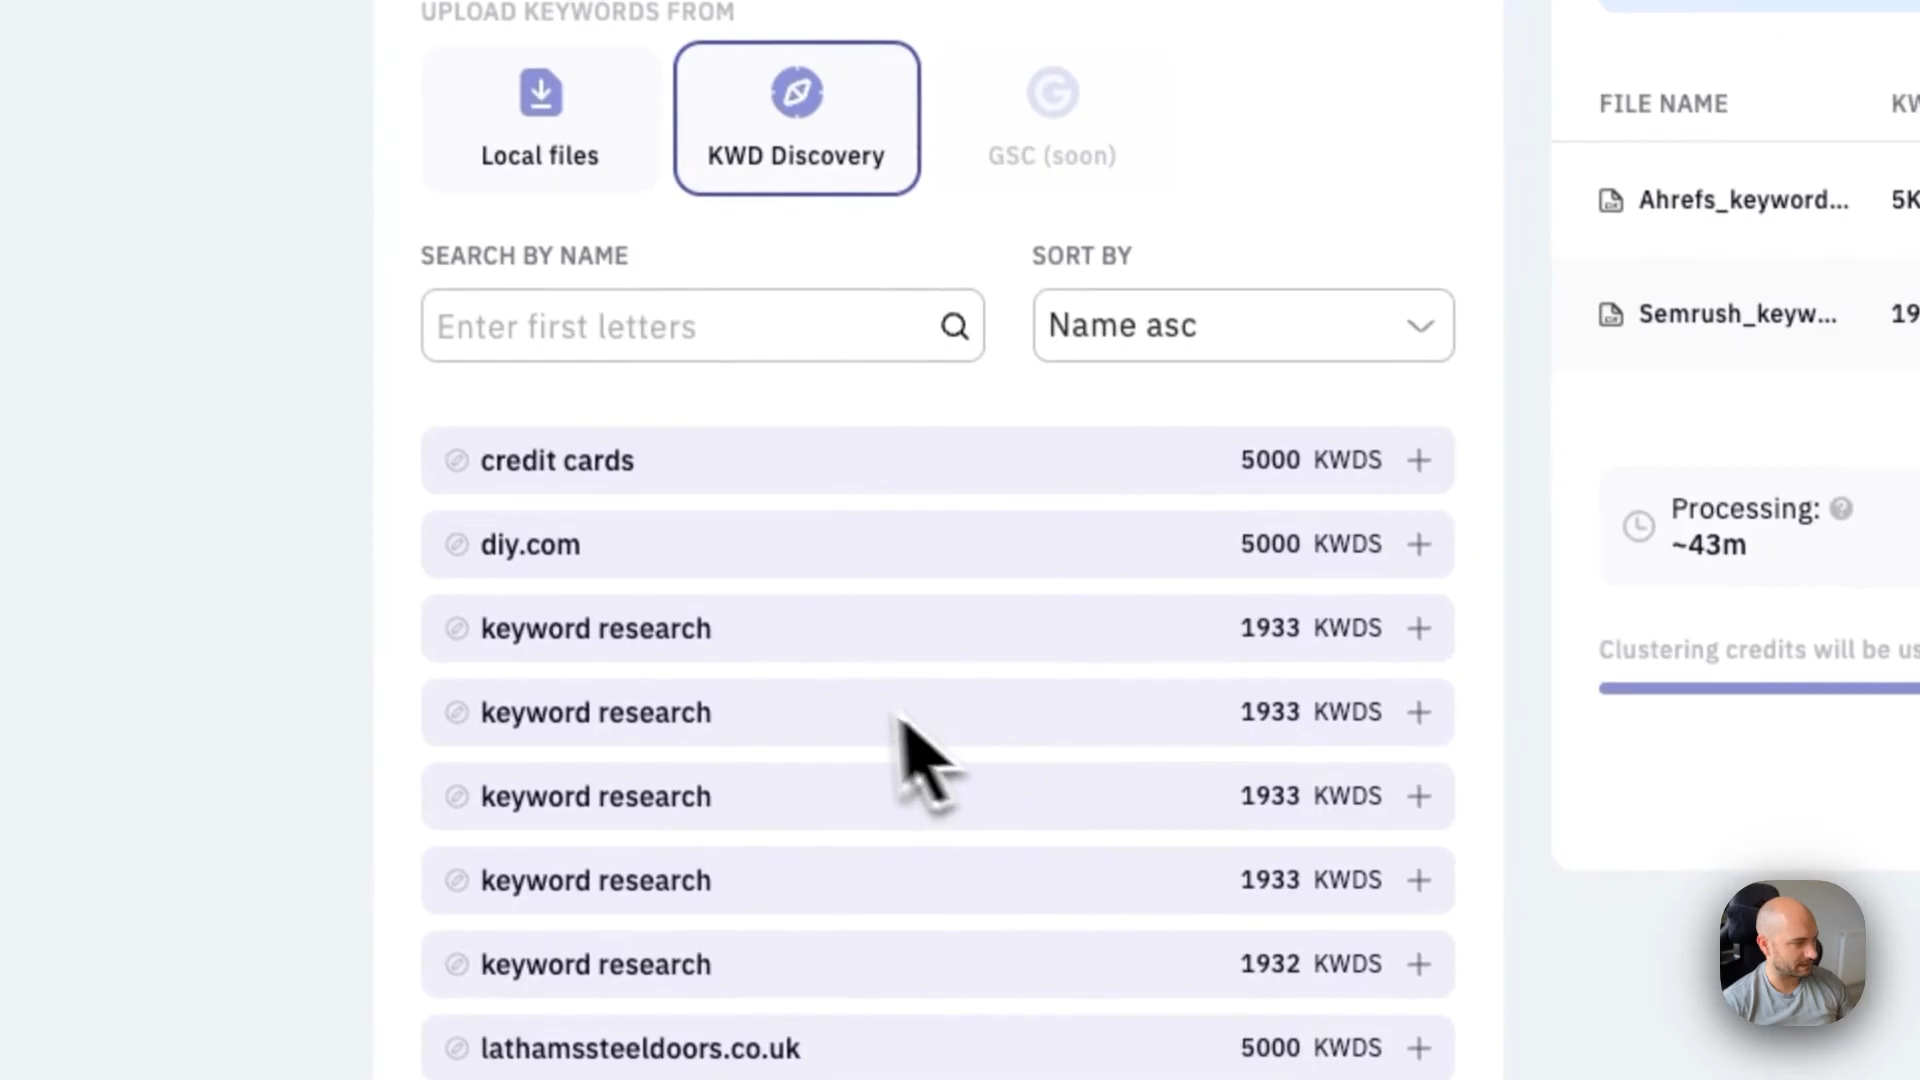 UPLOAD KEYWORDS FROM
Local files
KWD Discovery
GSC (soon)
SEARCH BY NAME
SORT BY
Enter first letters
Name asc
credit cards 5000 KWDS
diy.com 5000 KWDS
keyword research 1933 KWDS
keyword research 1933 KWDS
keyword research 1933 KWDS
keyword research 1933 KWDS
keyword research 1932 KWDS
lathamssteeldoors.co.uk 5000 KWDS
FILE NAME
Ahrefs_keyword... 5K
Semrush_keyw... 19
Processing:
~43m
Clustering credits will be us